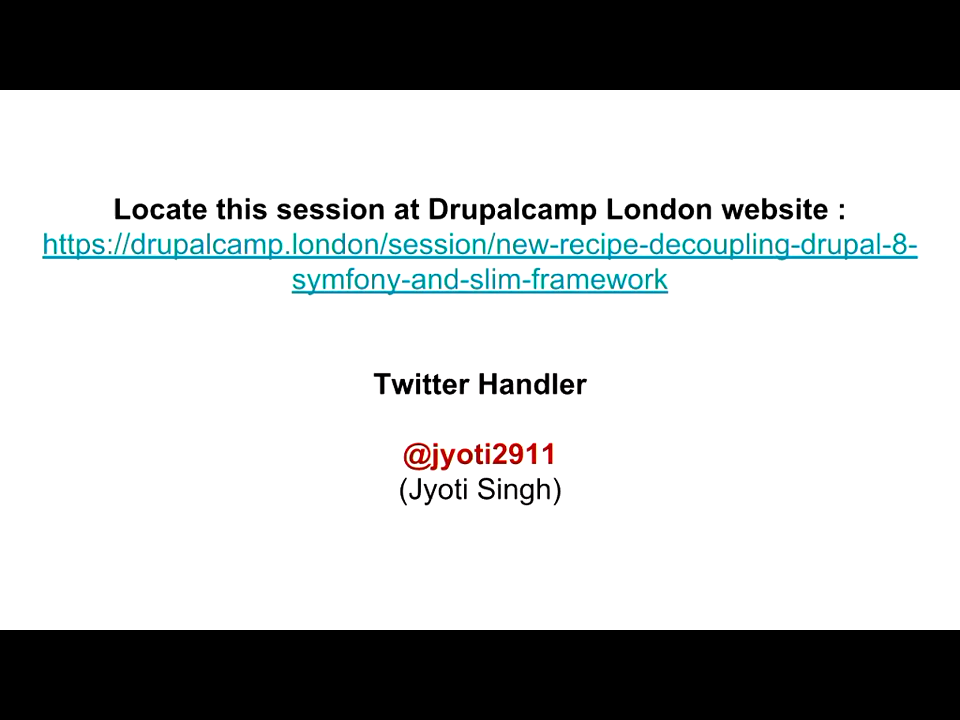 Locate this session at Drupalcamp London website :
https://drupalcamp.london/session/new-recipe-decoupling-drupal-8-
symfony-and-slim-framework
Twitter Handler
@jyoti2911
(Jyoti Singh)